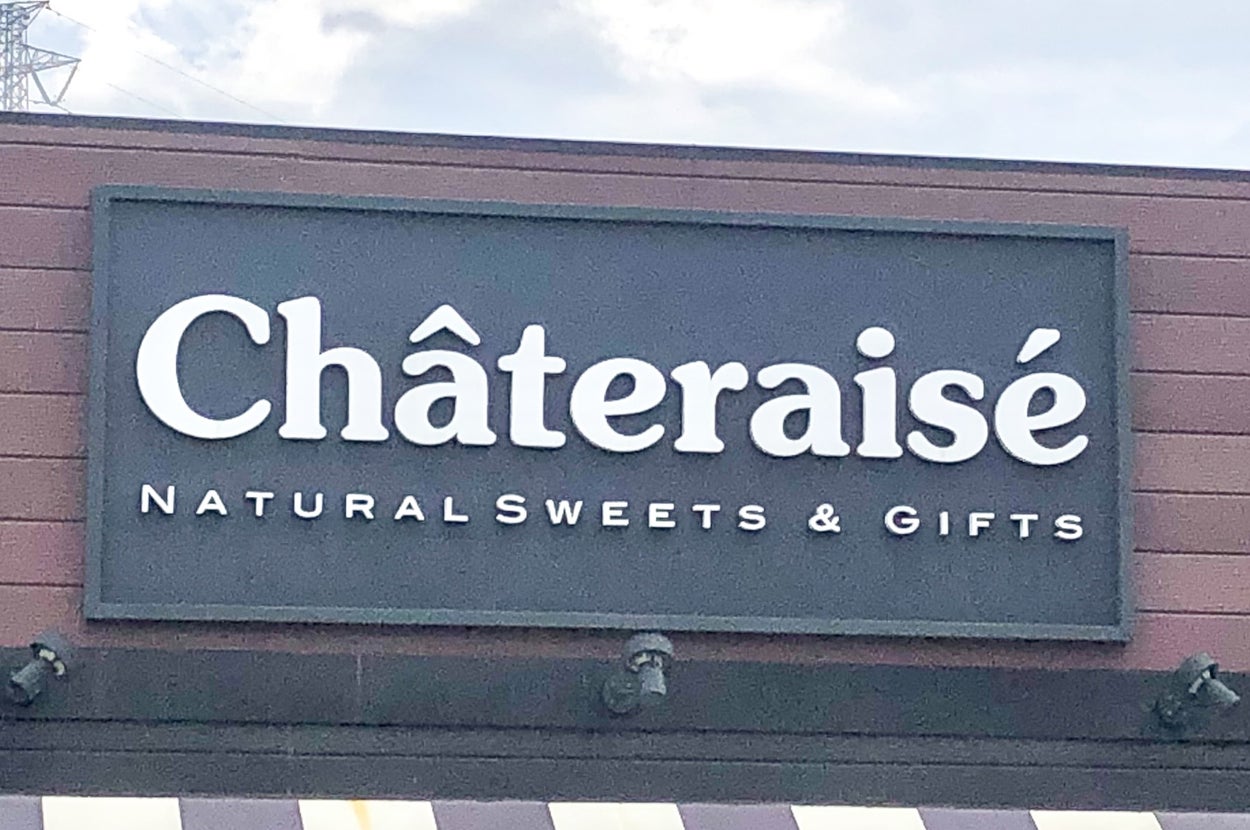 Châteraisé
NATURAL SWEETS & GIFTS